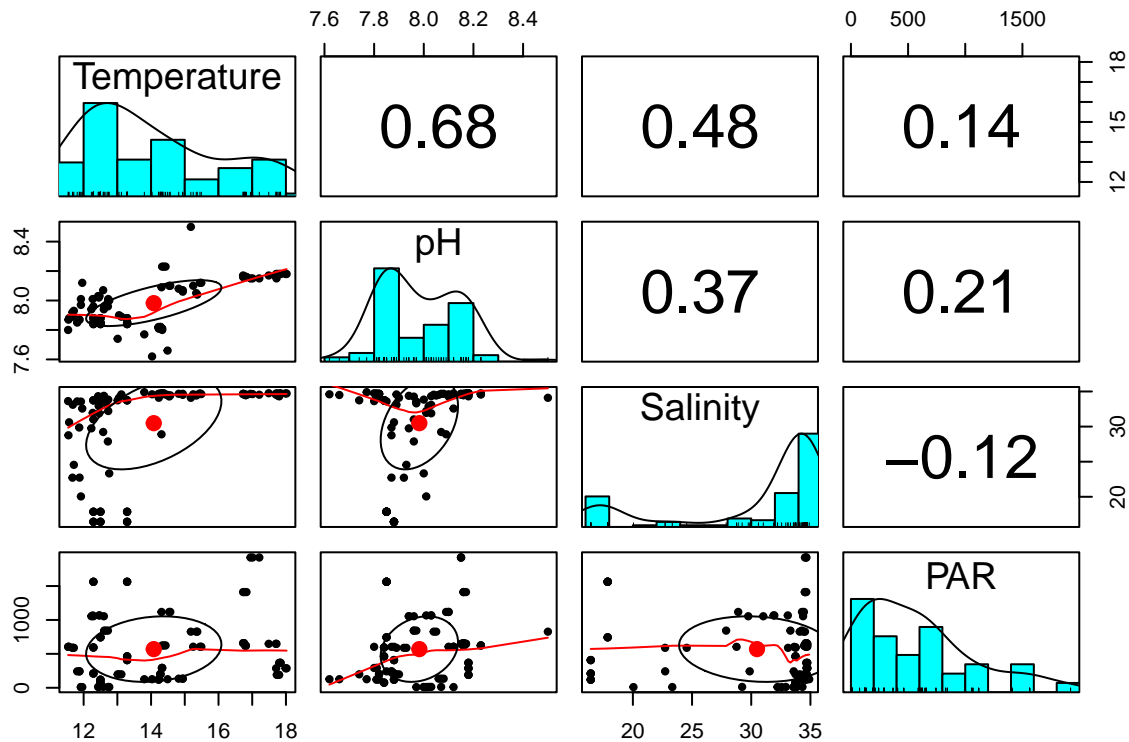 7.6 7.8 8.0 8.2 8.4 0 500 1500
Temperature 0.68 0.48 0.14
12 15 18
7.6 8.0 8.4
pH 0.37 0.21
Salinity −0.12
20 30
0 1000
PAR
12 14 16 18 20 25 30 35